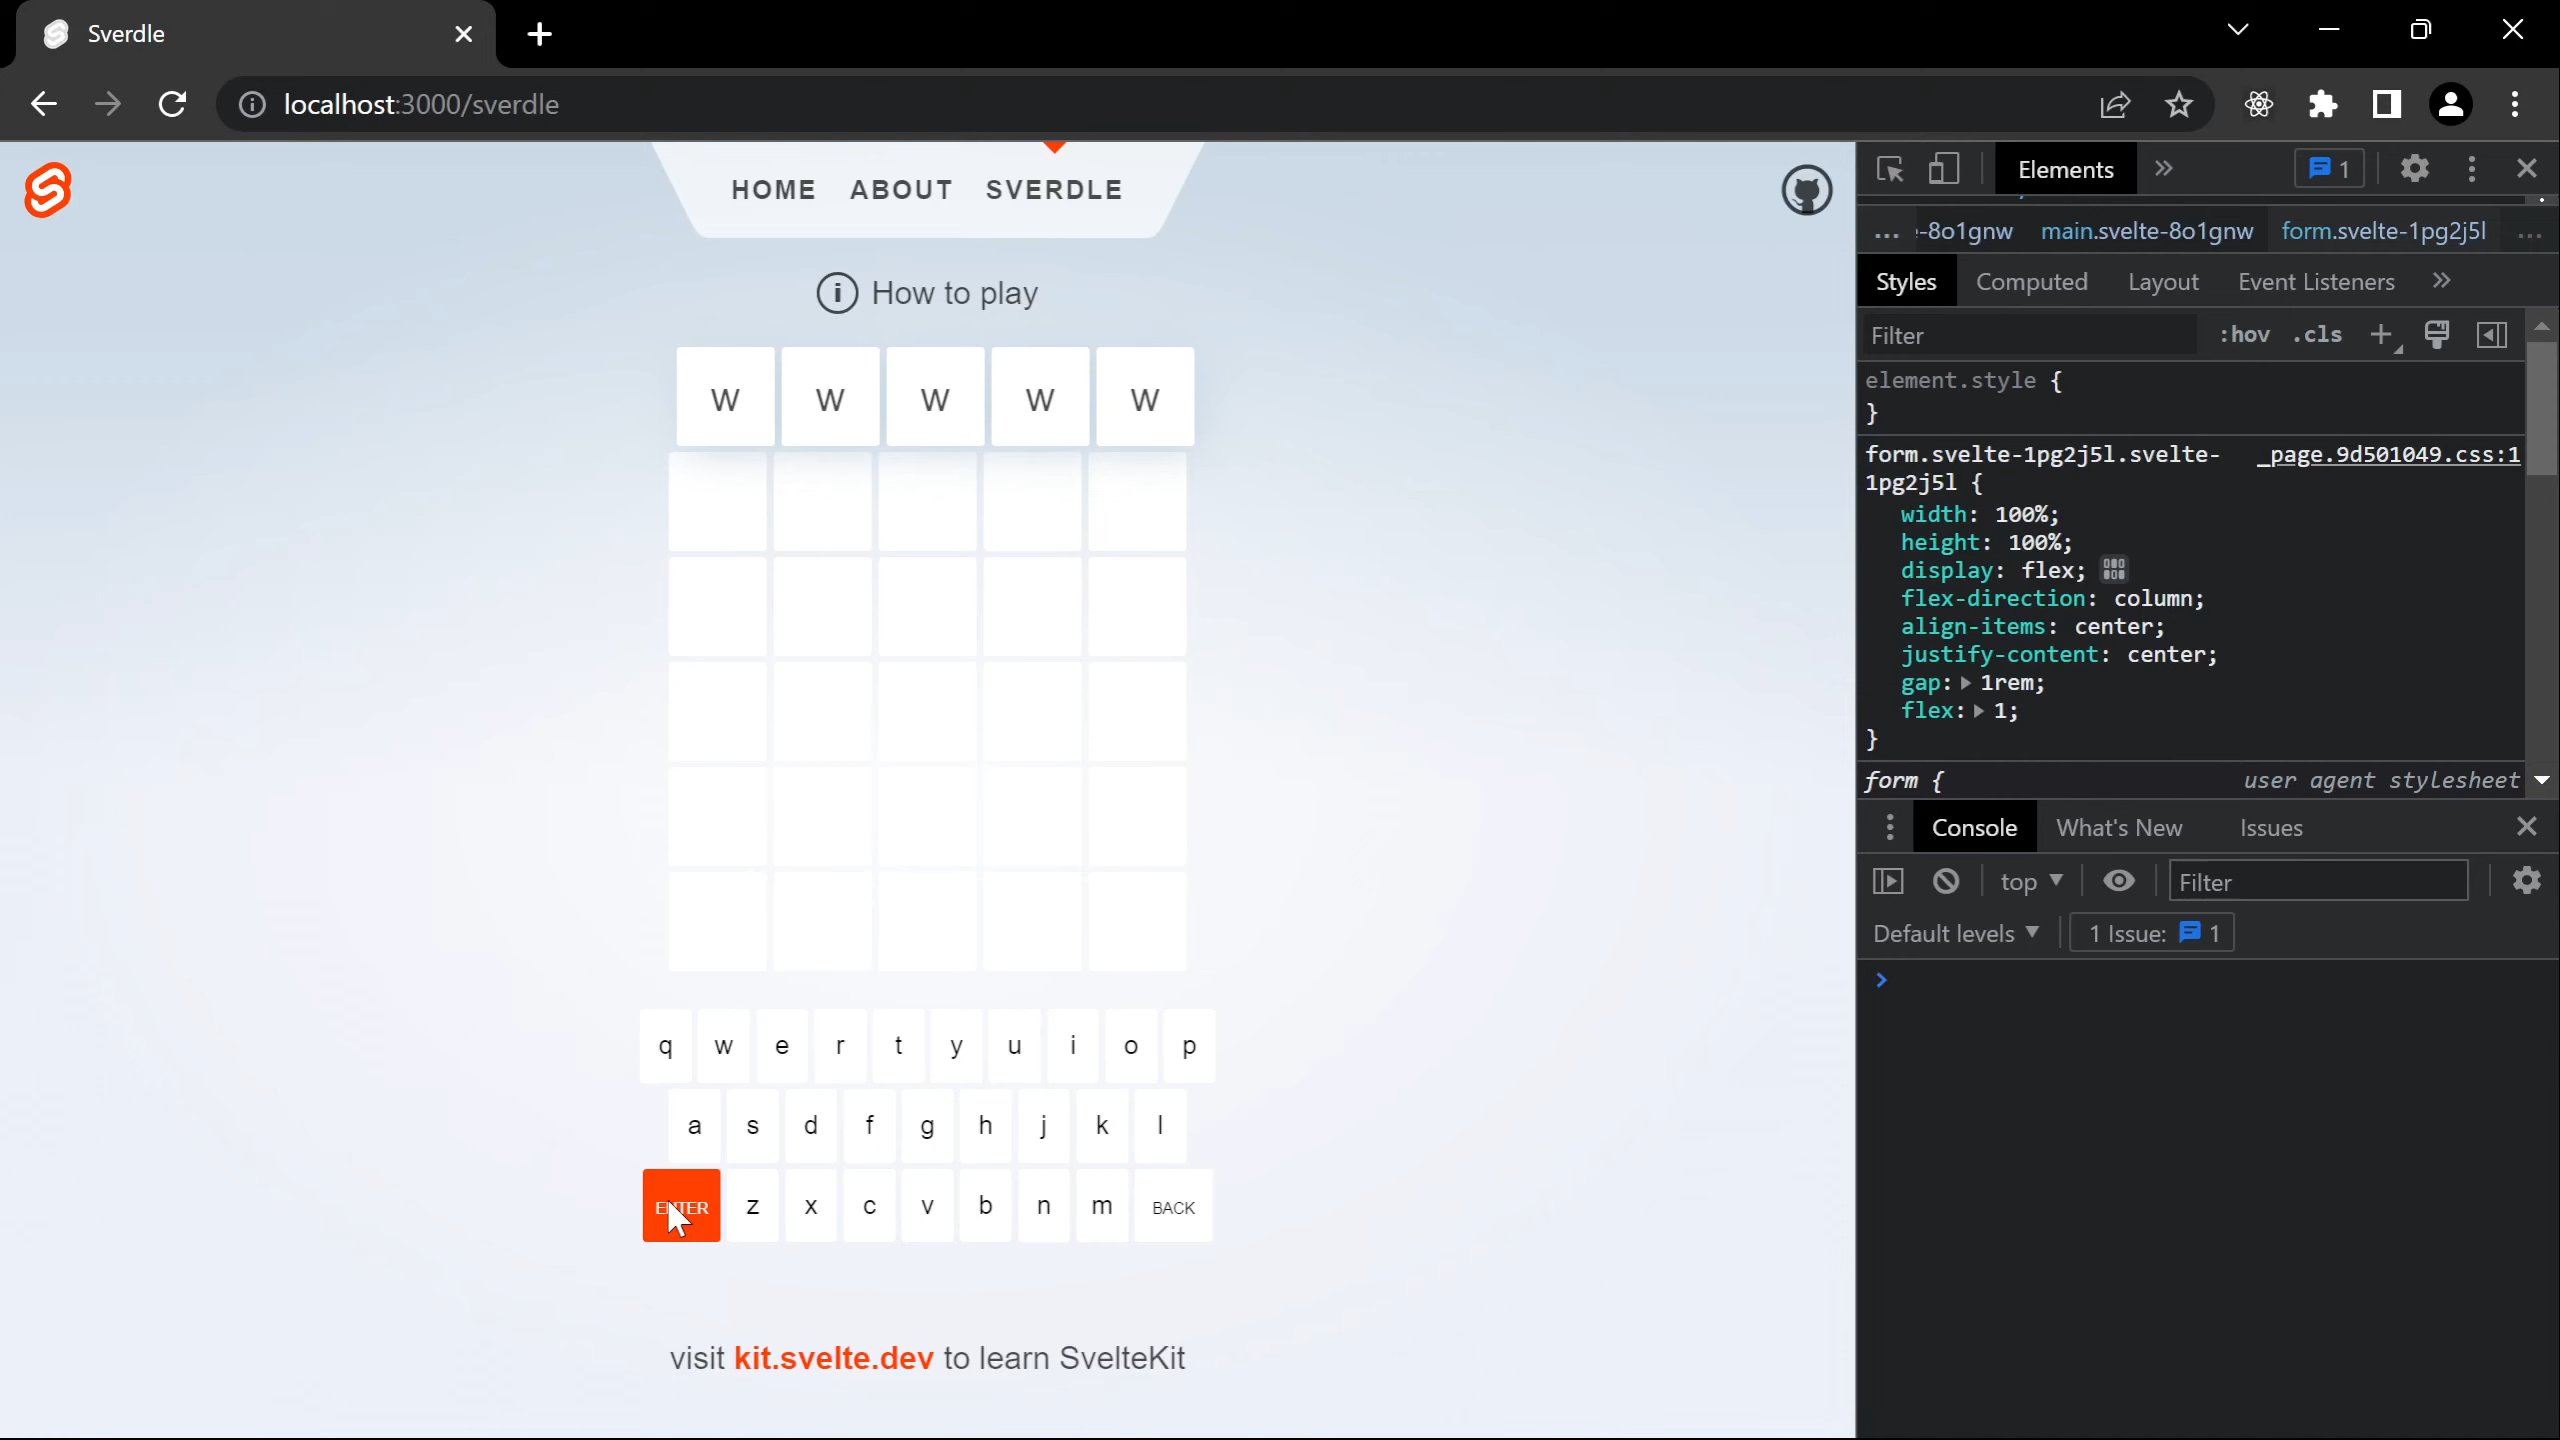 Sverdle
localhost:3000/sverdle
HOME ABOUT SVERDLE
i How to play
W W W W W
q w e r t y u i o p
a s d f g h j k l
ENTER z x c v b n m BACK
visit kit.svelte.dev to learn SvelteKit
Elements » 1
... -8o1gnw main.svelte-8o1gnw form.svelte-1pg2j5l ...
Styles Computed Layout Event Listeners »
Filter :hov .cls +
element.style {
}
form.svelte-1pg2j5l.svelte- _page.9d501049.css:1
1pg2j5l {
width: 100%;
height: 100%;
display: flex;
flex-direction: column;
align-items: center;
justify-content: center;
gap: 1rem;
flex: 1;
}
form { user agent stylesheet
Console What's New Issues
top Filter
Default levels 1 Issue: 1